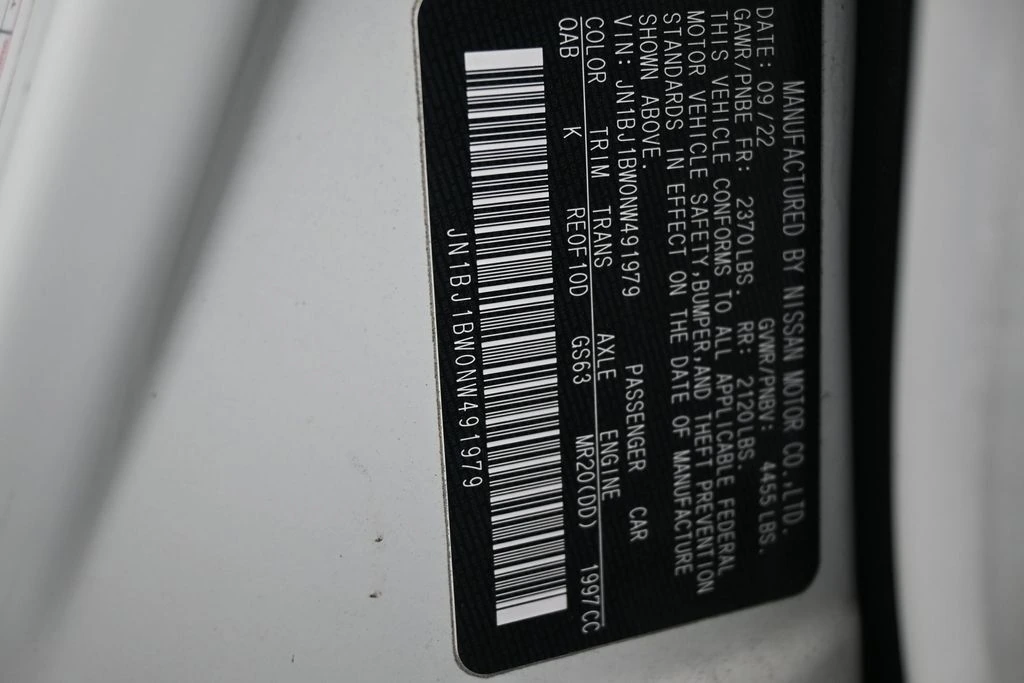 MANUFACTURED BY NISSAN MOTOR CO.,LTD.
DATE: 09/22 GVWR/PNBV: 4455 LBS.
GAWR/PNBE FR: 2370LBS. RR: 2120LBS.
THIS VEHICLE CONFORMS TO ALL APPLICABLE FEDERAL
MOTOR VEHICLE SAFETY,BUMPER,AND THEFT PREVENTION
STANDARDS IN EFFECT ON THE DATE OF MANUFACTURE
SHOWN ABOVE.
VIN: JN1BJ1BW0NW491979 PASSENGER CAR
COLOR TRIM TRANS AXLE ENGINE
QAB K RE0F10D GS63 MR20(DD) 1997CC
JN1BJ1BW0NW491979